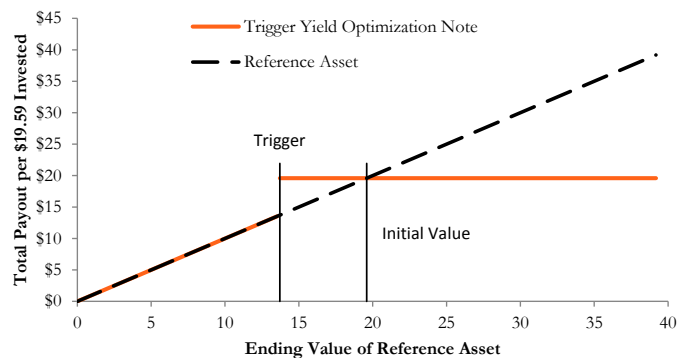 $45
$40
$35
$30
$25
$20
$15
$10
$5
$0
Total Payout per $19.59 Invested
Trigger Yield Optimization Note
Reference Asset
Trigger
Initial Value
0 5 10 15 20 25 30 35 40
Ending Value of Reference Asset